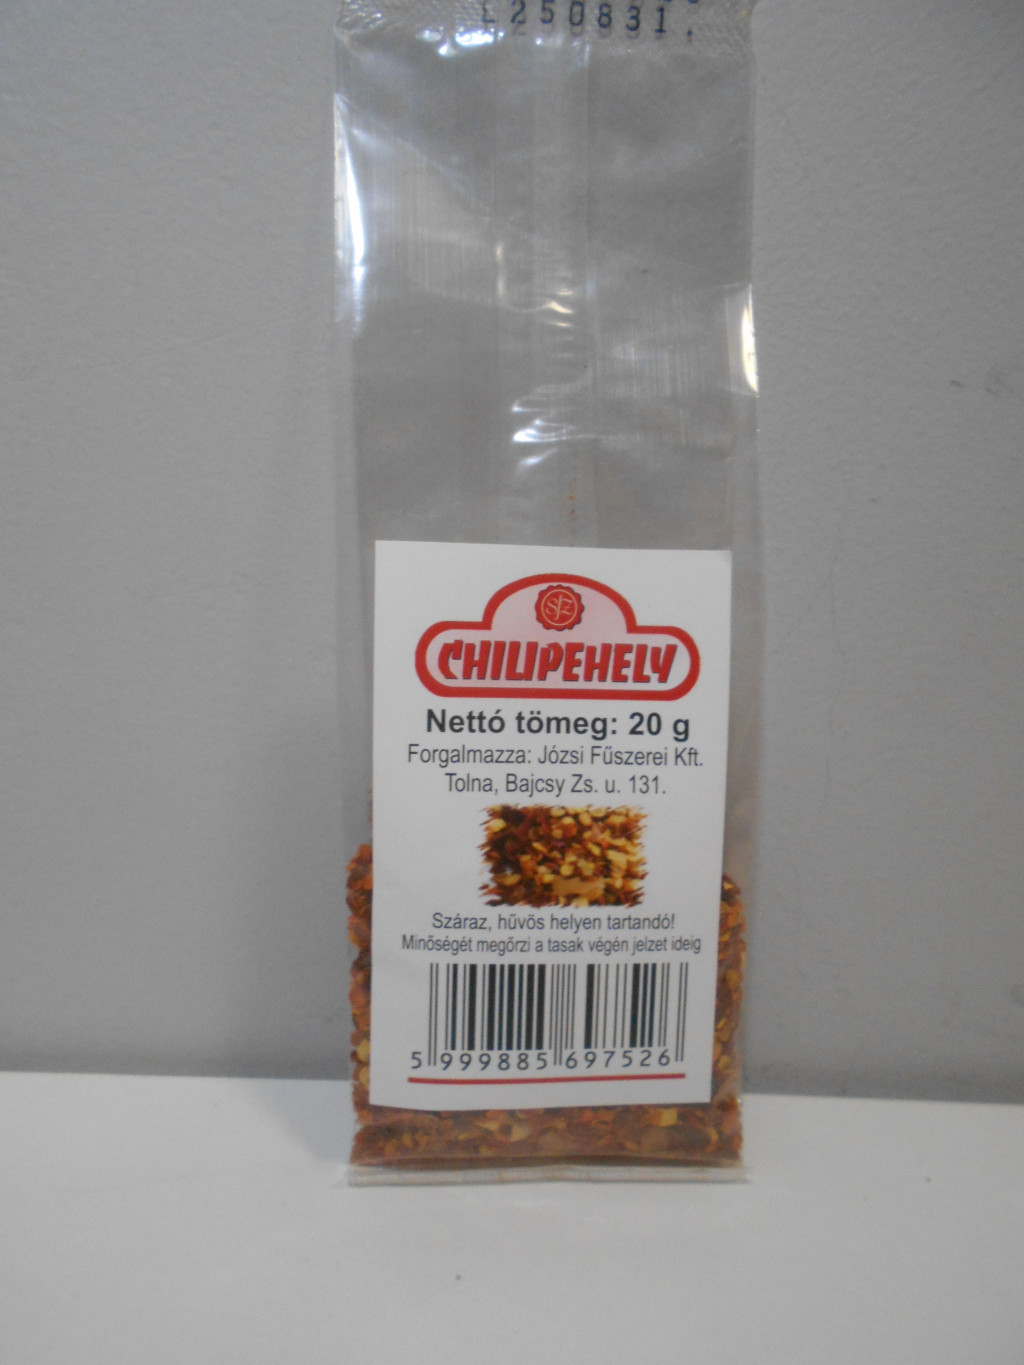 L250831.
SJZ
CHILIPEHELY
Nettó tömeg: 20 g
Forgalmazza: Józsi Fűszerei Kft.
Tolna, Bajcsy Zs. u. 131.
Száraz, hűvös helyen tartandó!
Minőségét megőrzi a tasak végén jelzet ideig
5 999885 697526